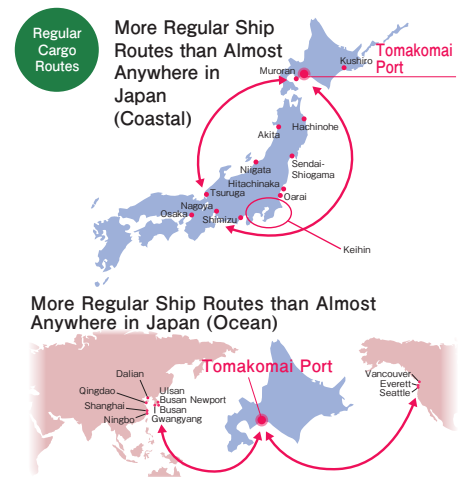 Regular
Cargo
Routes
More Regular Ship
Routes than Almost
Anywhere in
Japan
(Coastal)
Tomakomai
Port
Kushiro
Muroran
Hachinohe
Akita
Sendai-
Shiogama
Niigata
Hitachinaka
Oarai
Tsuruga
Nagoya
Osaka
Shimizu
Keihin
More Regular Ship Routes than Almost
Anywhere in Japan (Ocean)
Tomakomai Port
Dalian
Qingdao
Shanghai
Ningbo
Ulsan
Busan Newport
Busan
Gwangyang
Vancouver
Everett
Seattle